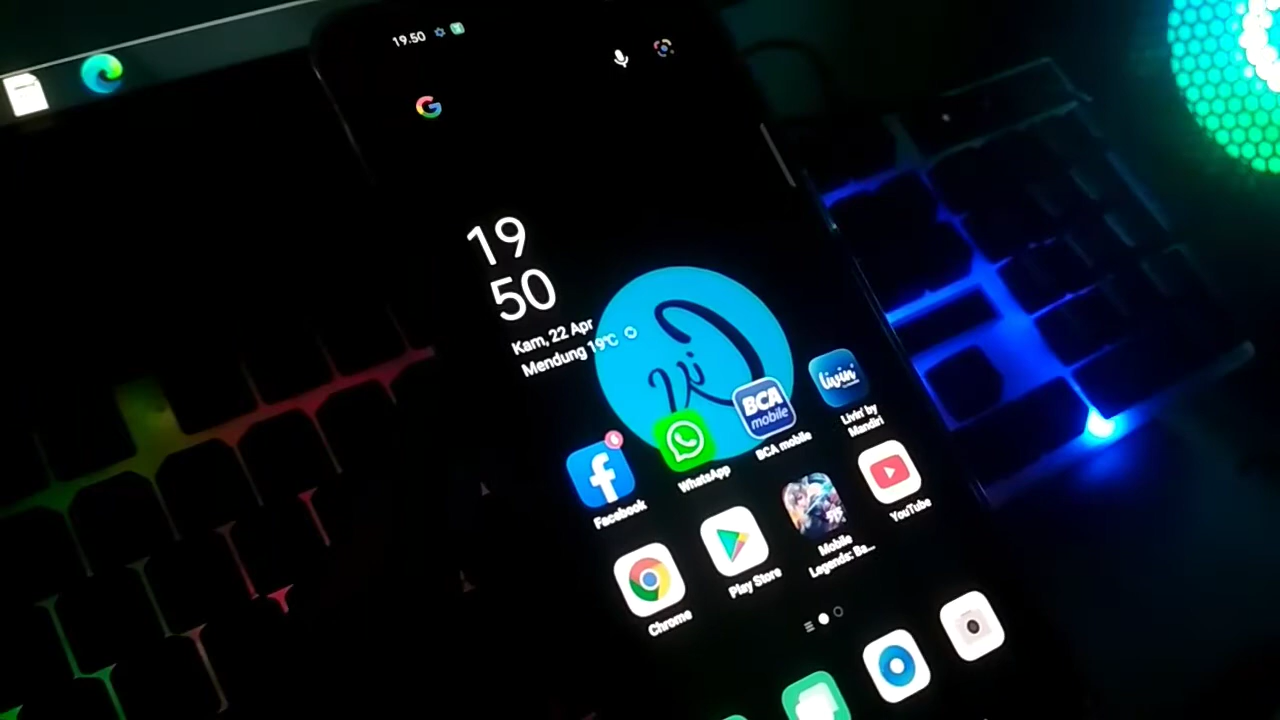 19.50
19
50
Kam, 22 Apr
Mendung 19°C
BCA
mobile
livin'
Facebook
WhatsApp
BCA mobile
Livin' by
Mandiri
Chrome
Play Store
Mobile
Legends: Ba...
YouTube